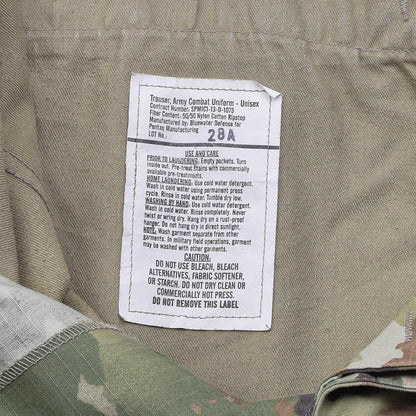 Trouser, Army Combat Uniform - Unisex
Contract Number: SPM1C1-13-D-1073
Fiber Content: 50/50 Nylon Cotton Ripstop
Manufactured by: Bluewater Defense for
Pentaq Manufacturing
LOT No.: 28A
USE AND CARE
PRIOR TO LAUNDERING: Empty pockets. Turn
inside out. Pre-treat stains with commercially
available pre-treatments.
HOME LAUNDERING: Use cold water detergent.
Wash in cold water using permanent press
cycle. Rinse in cold water. Tumble dry low.
WASHING BY HAND: Use cold water detergent.
Wash in cold water. Rinse completely. Never
twist or wring dry. Hang dry on a rust-proof
hanger. Do not hang dry in direct sunlight.
NOTE: Wash garment separate from other
garments. In military field operations, garment
may be washed with other garments.
CAUTION:
DO NOT USE BLEACH, BLEACH
ALTERNATIVES, FABRIC SOFTENER,
OR STARCH. DO NOT DRY CLEAN OR
COMMERCIALLY NOT PRESS.
DO NOT REMOVE THIS LABEL